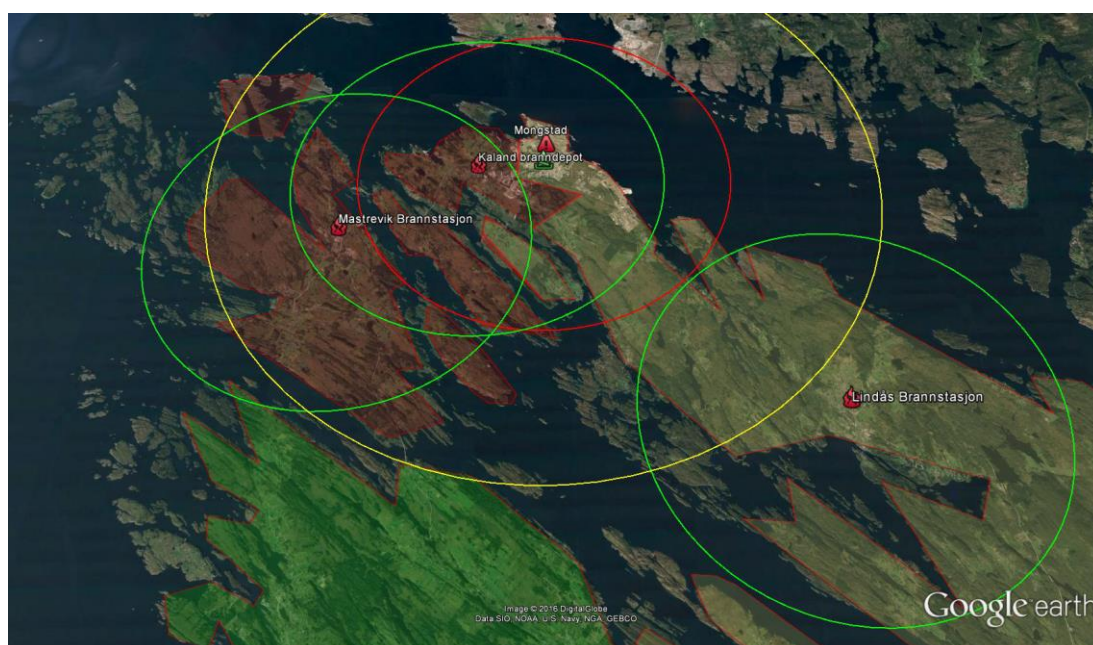 Mongstad
Kaland branndepot
Mastrevik Brannstasjon
Lindås Brannstasjon
Image © 2016 DigitalGlobe
Data SIO, NOAA, U.S. Navy, NGA, GEBCO
Google earth